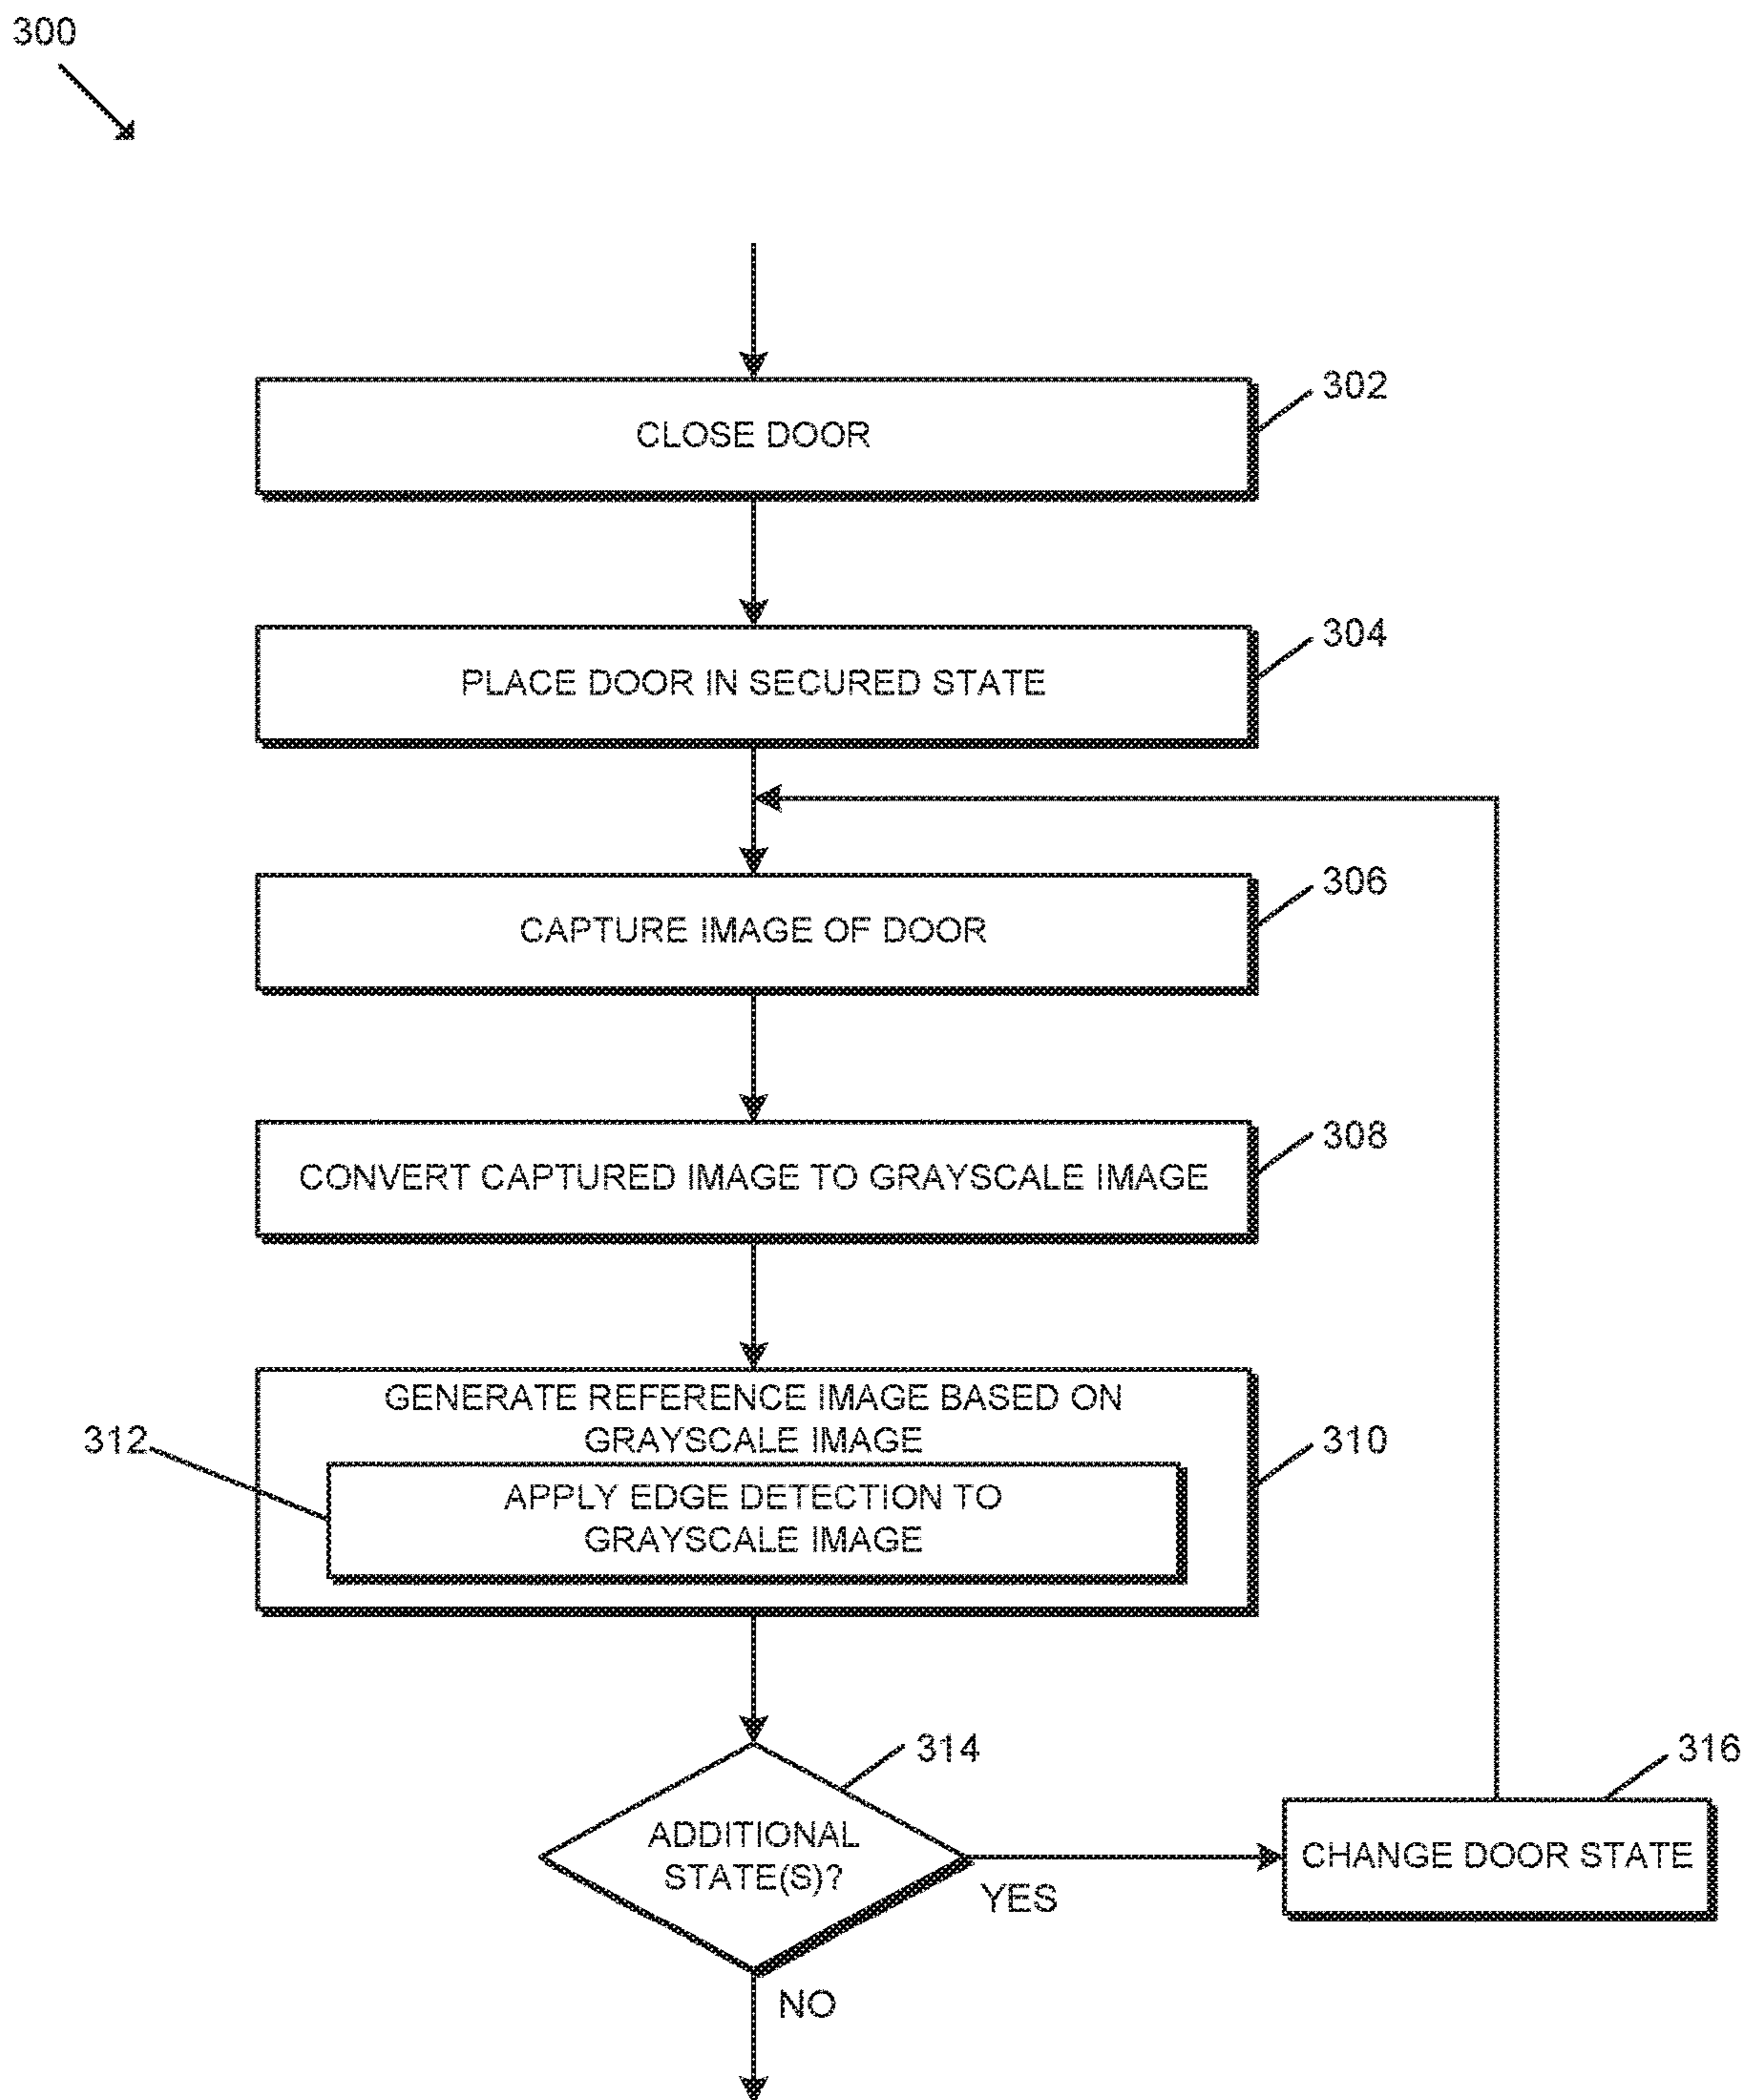 300
CLOSE DOOR
302
PLACE DOOR IN SECURED STATE
304
CAPTURE IMAGE OF DOOR
306
CONVERT CAPTURED IMAGE TO GRAYSCALE IMAGE
308
GENERATE REFERENCE IMAGE BASED ON
GRAYSCALE IMAGE
310
312
APPLY EDGE DETECTION TO
GRAYSCALE IMAGE
314
ADDITIONAL
STATE(S)?
YES
316
CHANGE DOOR STATE
NO